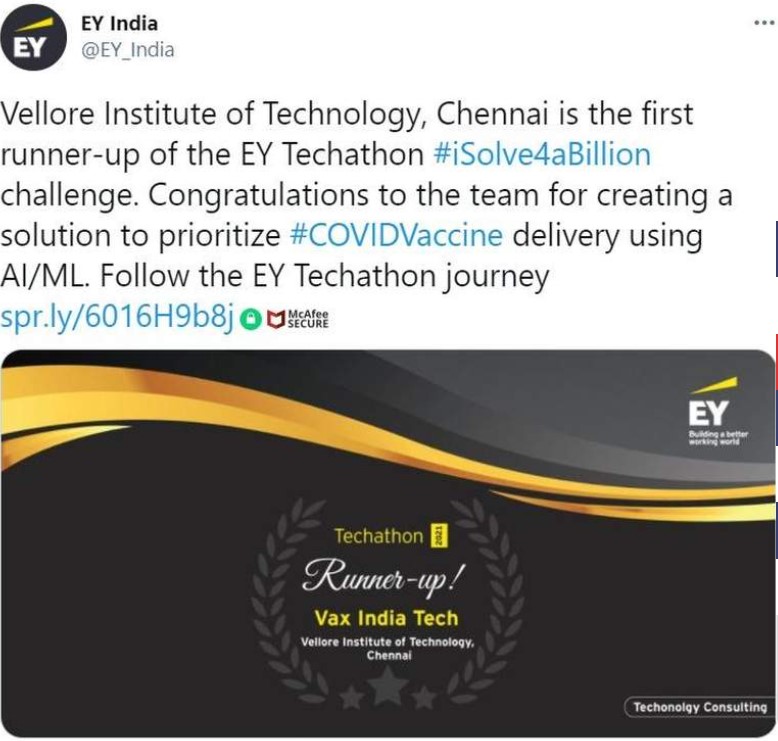 EY
EY India
@EY_India
Vellore Institute of Technology, Chennai is the first
runner-up of the EY Techathon #iSolve4aBillion
challenge. Congratulations to the team for creating a
solution to prioritize #COVIDVaccine delivery using
AI/ML. Follow the EY Techathon journey
spr.ly/6016H9b8j McAfee SECURE
EY
Building a better
working world
Techathon 2021
Runner-up!
Vax India Tech
Vellore Institute of Technology,
Chennai
Techonolgy Consulting